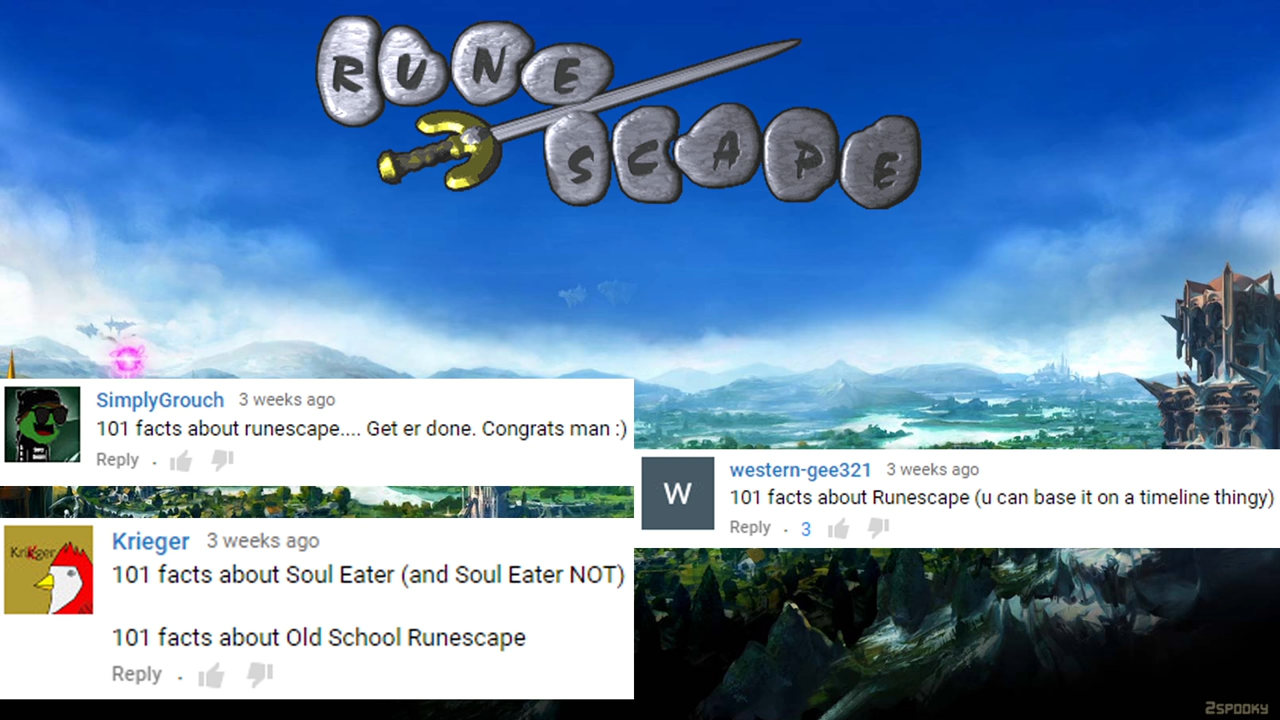 RUNE
SCAPE
SimplyGrouch 3 weeks ago
101 facts about runescape.... Get er done. Congrats man :)
Reply
W
western-gee321 3 weeks ago
101 facts about Runescape (u can base it on a timeline thingy)
Reply 3
Krieger
Krieger 3 weeks ago
101 facts about Soul Eater (and Soul Eater NOT)
101 facts about Old School Runescape
Reply
2SPOOKY